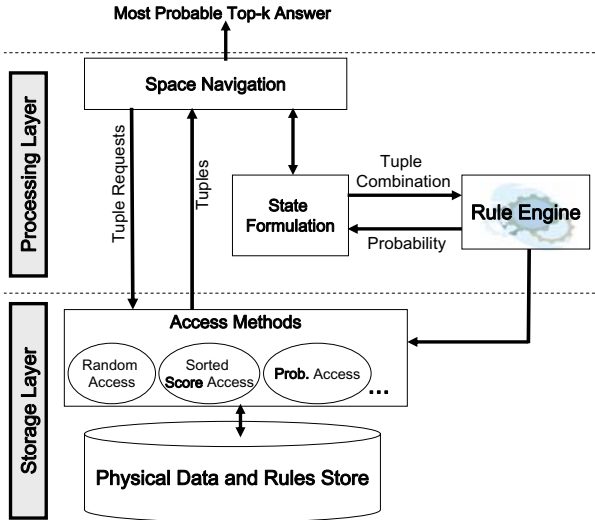 Most Probable Top-k Answer
Processing Layer
Space Navigation
Tuple Requests
Tuples
State
Formulation
Tuple
Combination
Probability
Rule Engine
Storage Layer
Access Methods
Random
Access
Sorted
Score Access
Prob. Access
...
Physical Data and Rules Store